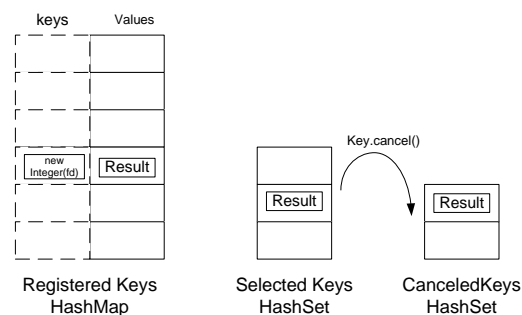 keys Values
new
Integer(fd)
Result
Key.cancel()
Result
Result
Registered Keys
HashMap
Selected Keys
HashSet
CanceledKeys
HashSet